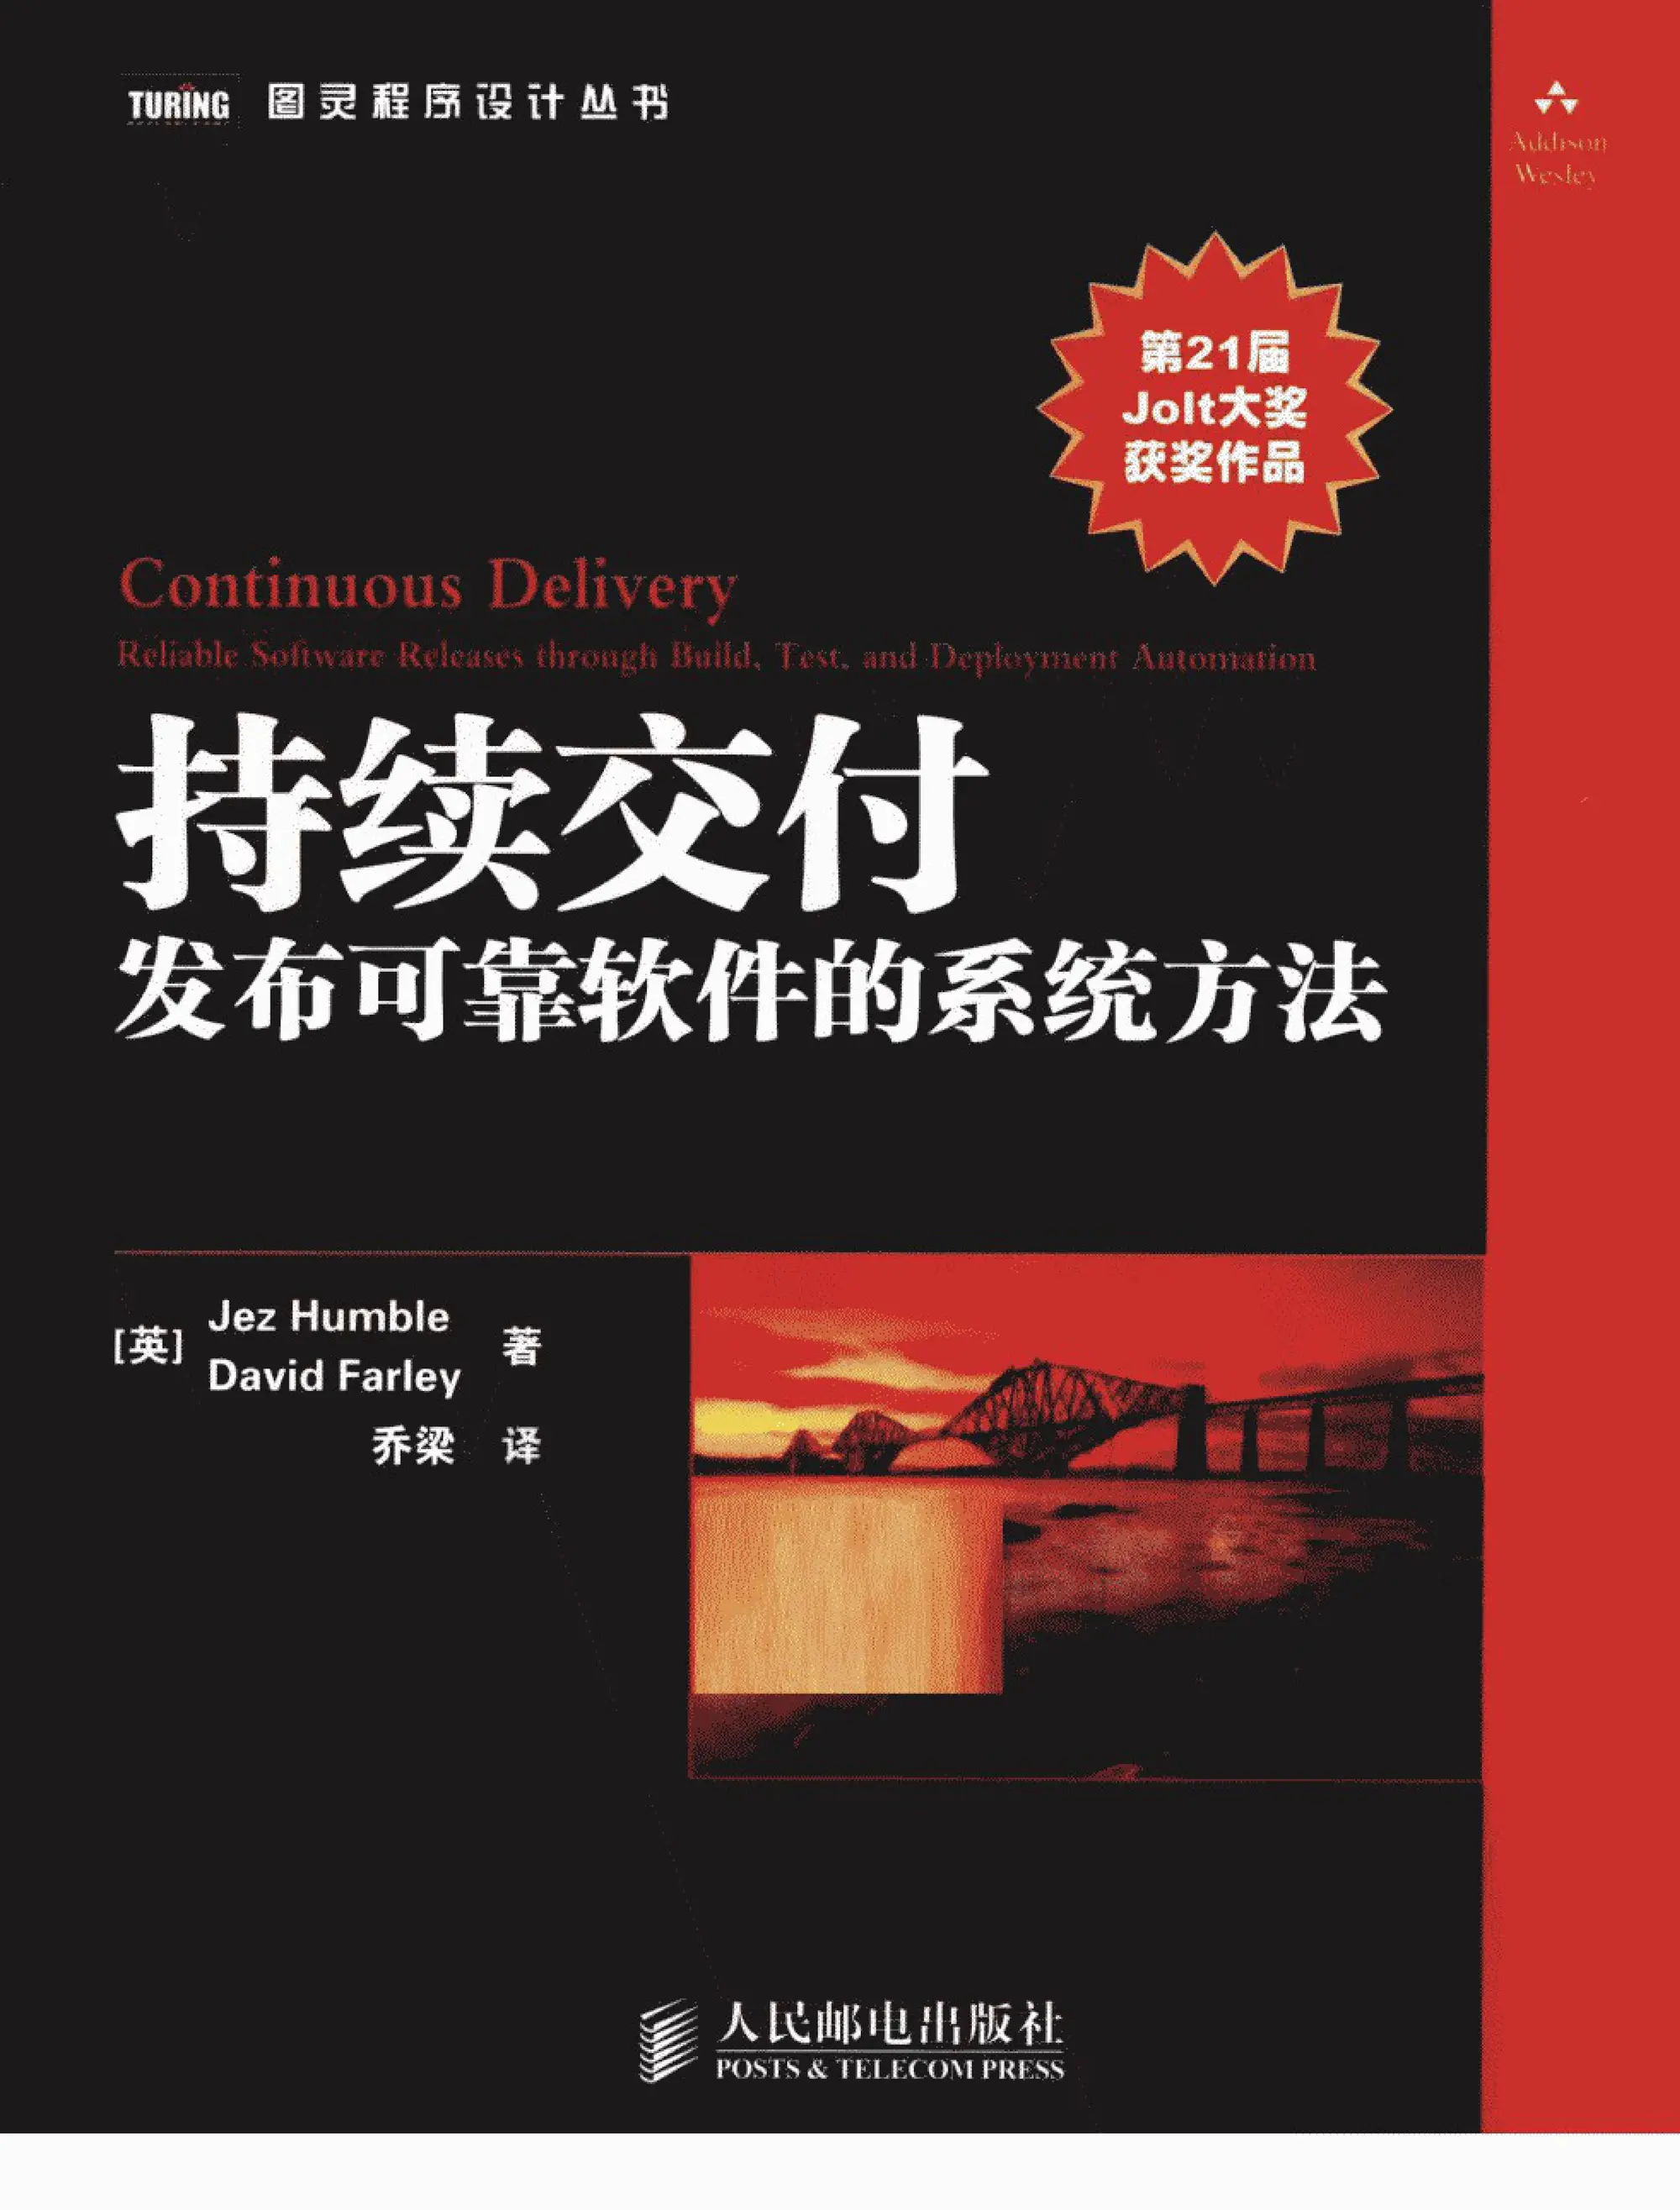 TURING 图灵程序设计丛书
Addison
Wesley
第21届
Jolt大奖
获奖作品
Continuous Delivery
Reliable Software Releases through Build, Test, and Deployment Automation
持续交付
发布可靠软件的系统方法
[英] Jez Humble
David Farley 著
乔梁 译
人民邮电出版社
POSTS & TELECOM PRESS